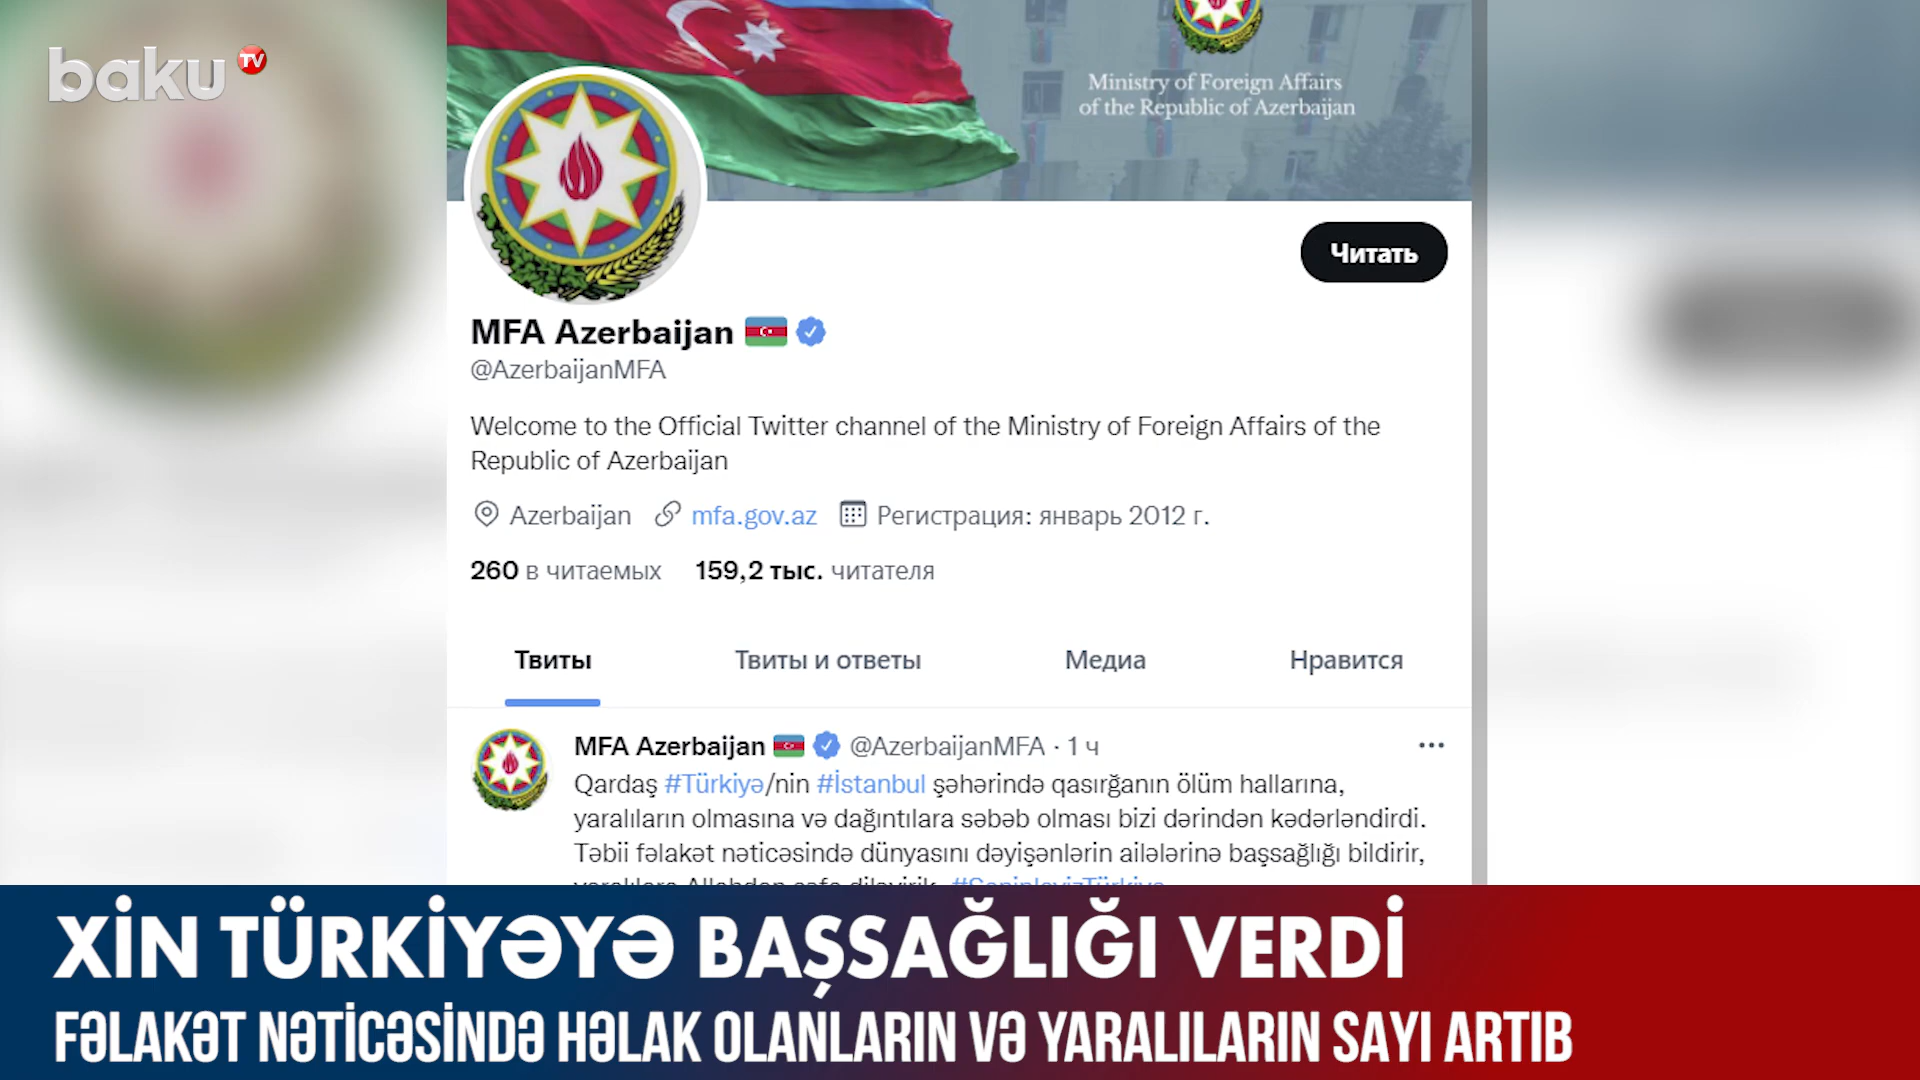 baku TV
Ministry of Foreign Affairs
of the Republic of Azerbaijan
Читать
MFA Azerbaijan
@AzerbaijanMFA
Welcome to the Official Twitter channel of the Ministry of Foreign Affairs of the
Republic of Azerbaijan
Azerbaijan mfa.gov.az Регистрация: январь 2012 г.
260 в читаемых 159,2 тыс. читателя
Твиты Твиты и ответы Медиа Нравится
MFA Azerbaijan @AzerbaijanMFA · 1 ч
Qardaş #Türkiyə/nin #İstanbul şəhərində qasırğanın ölüm hallarına,
yaralıların olmasına və dağıntılara səbəb olması bizi dərindən kədərləndirdi.
Təbii fəlakət nəticəsində dünyasını dəyişənlərin ailələrinə başsağlığı bildirir,
XİN TÜRKİYƏYƏ BAŞSAĞLIĞI VERDİ
FƏLAKƏT NƏTİCƏSİNDƏ HƏLAK OLANLARIN VƏ YARALILARIN SAYI ARTIB